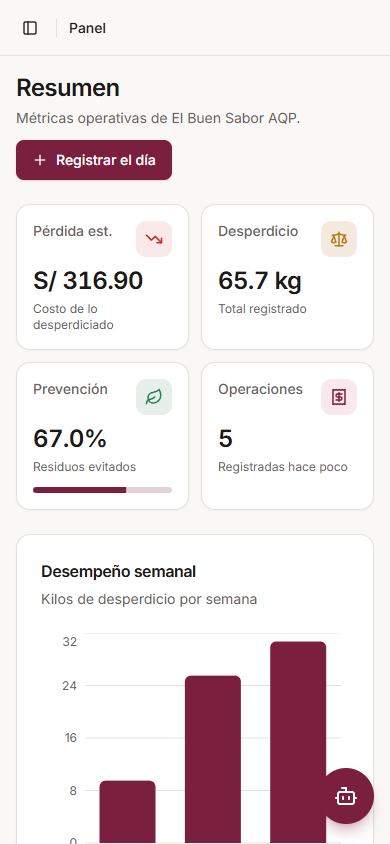 Panel
Resumen
Métricas operativas de El Buen Sabor AQP.
Registrar el día
Pérdida est.
S/ 316.90
Costo de lo
desperdiciado
Desperdicio
65.7 kg
Total registrado
Prevención
67.0%
Residuos evitados
Operaciones
5
Registradas hace poco
Desempeño semanal
Kilos de desperdicio por semana
32
24
16
8
0